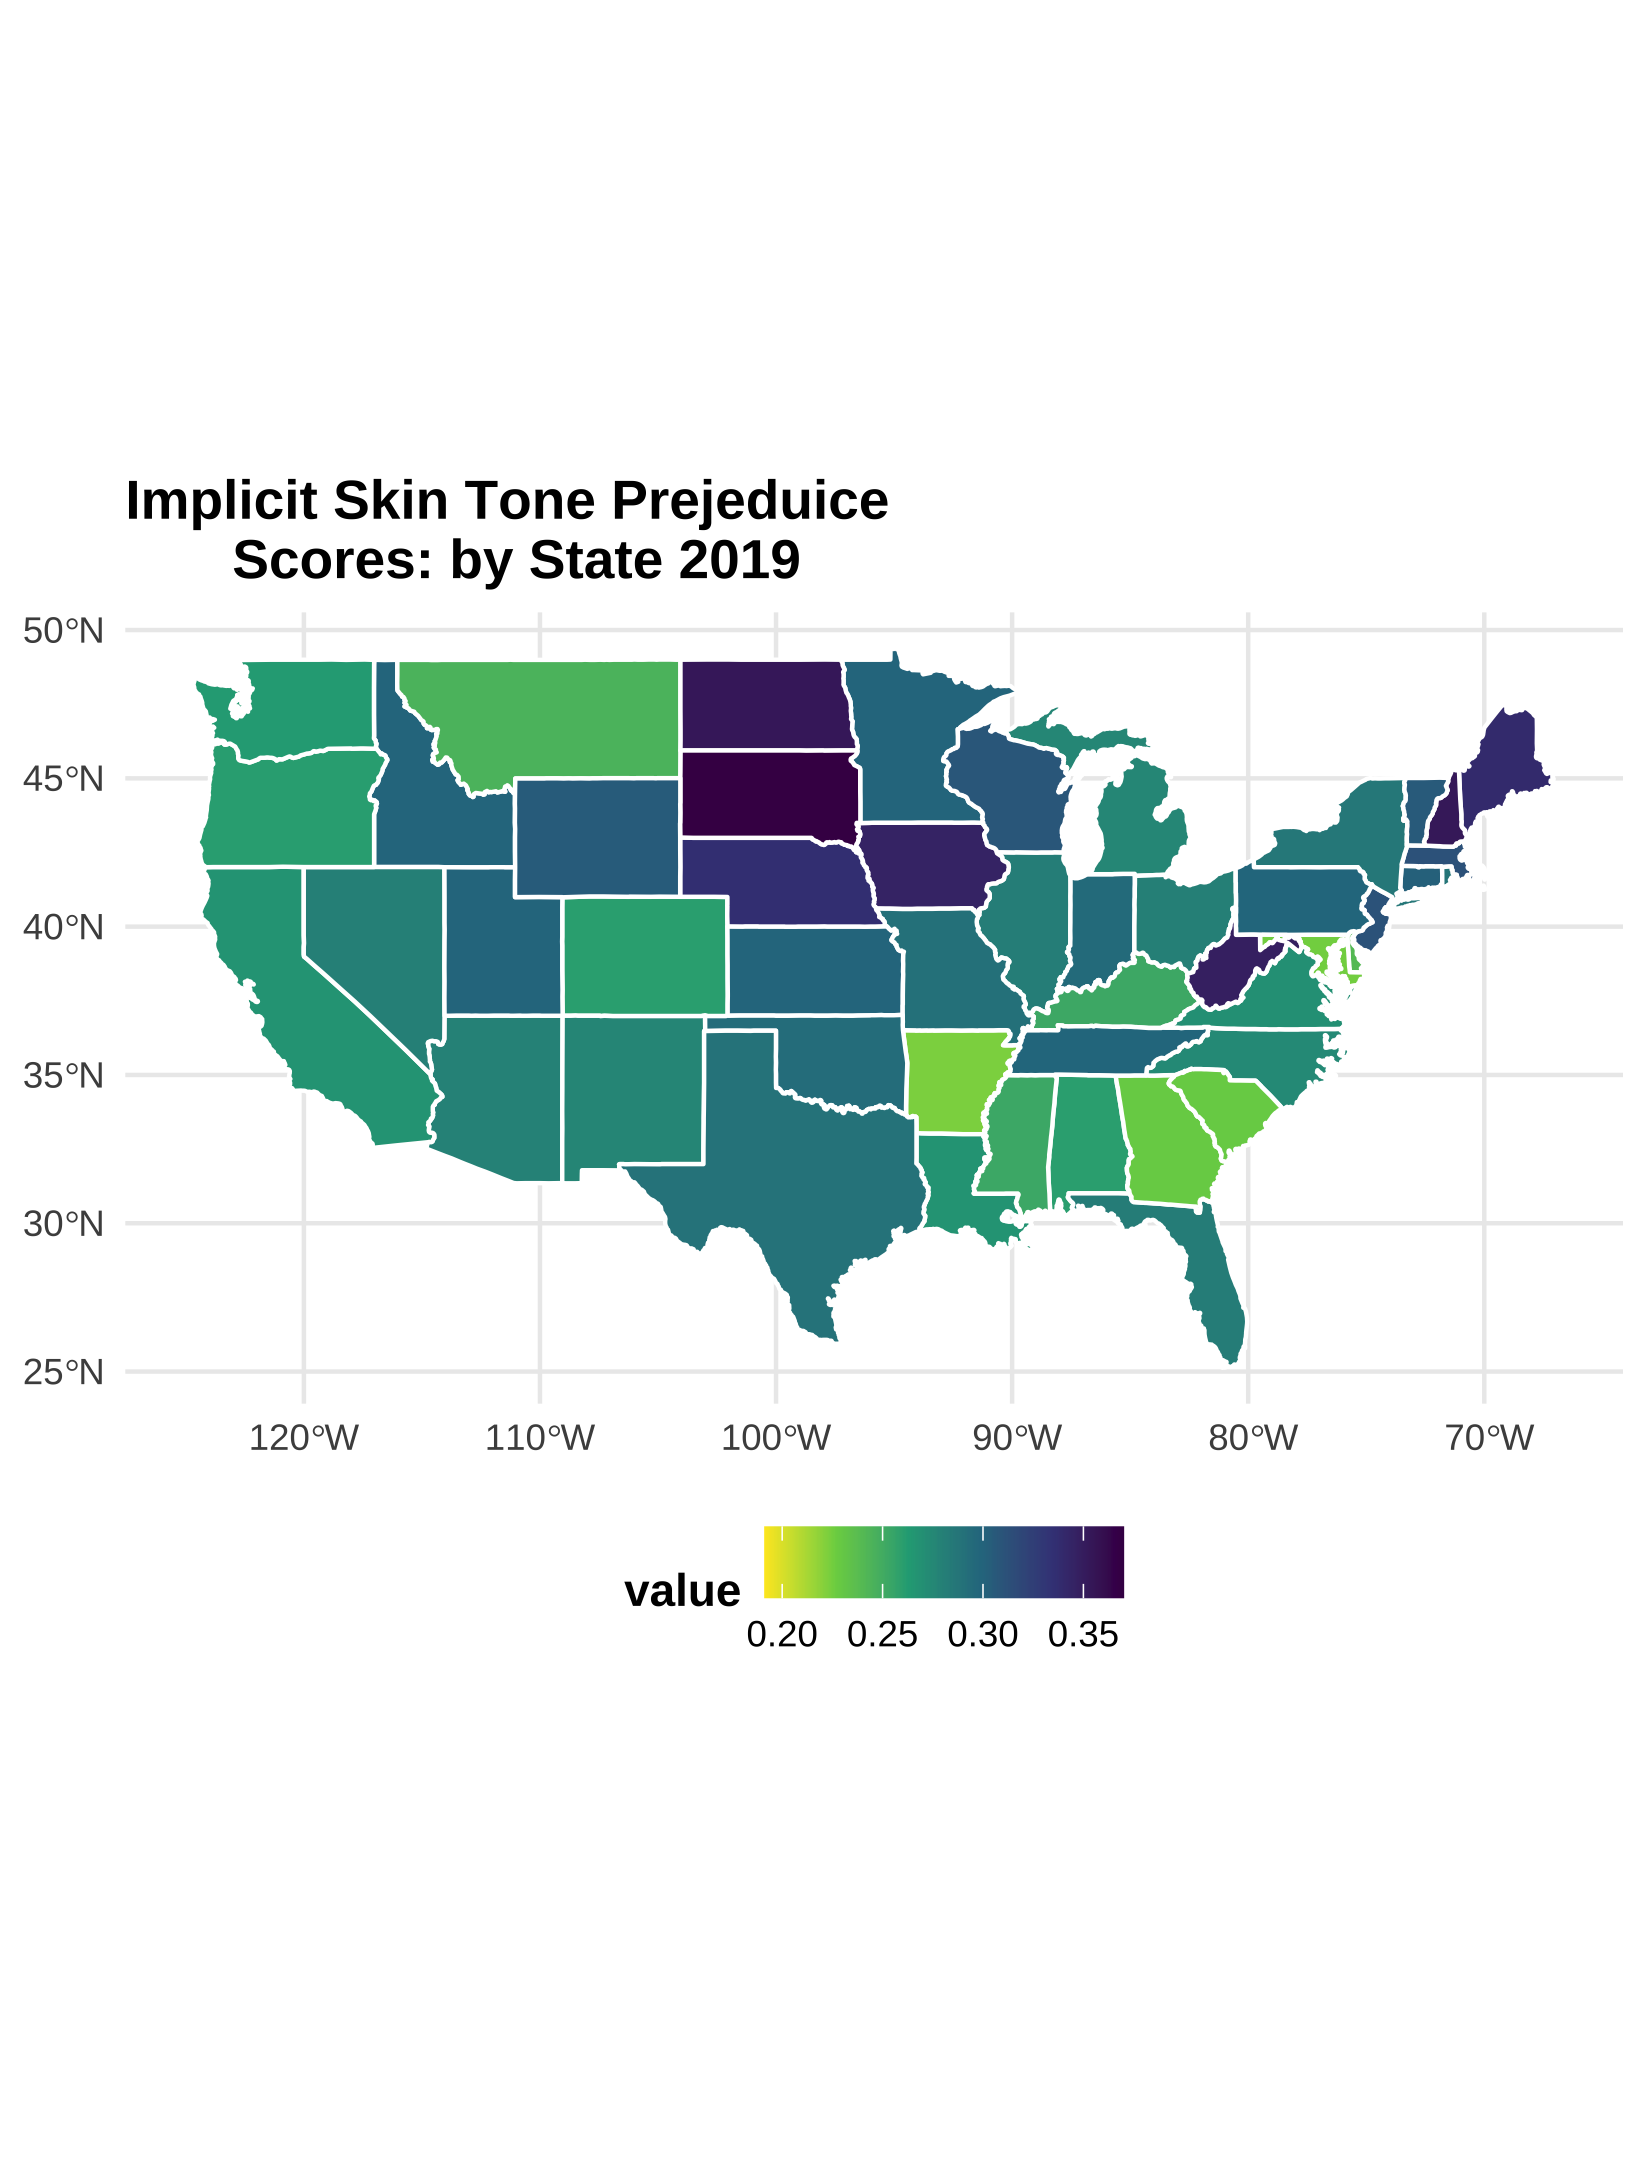 Implicit Skin Tone Prejeduice
Scores: by State 2019
50°N
45°N
40°N
35°N
30°N
25°N
120°W 110°W 100°W 90°W 80°W 70°W
value
0.20 0.25 0.30 0.35